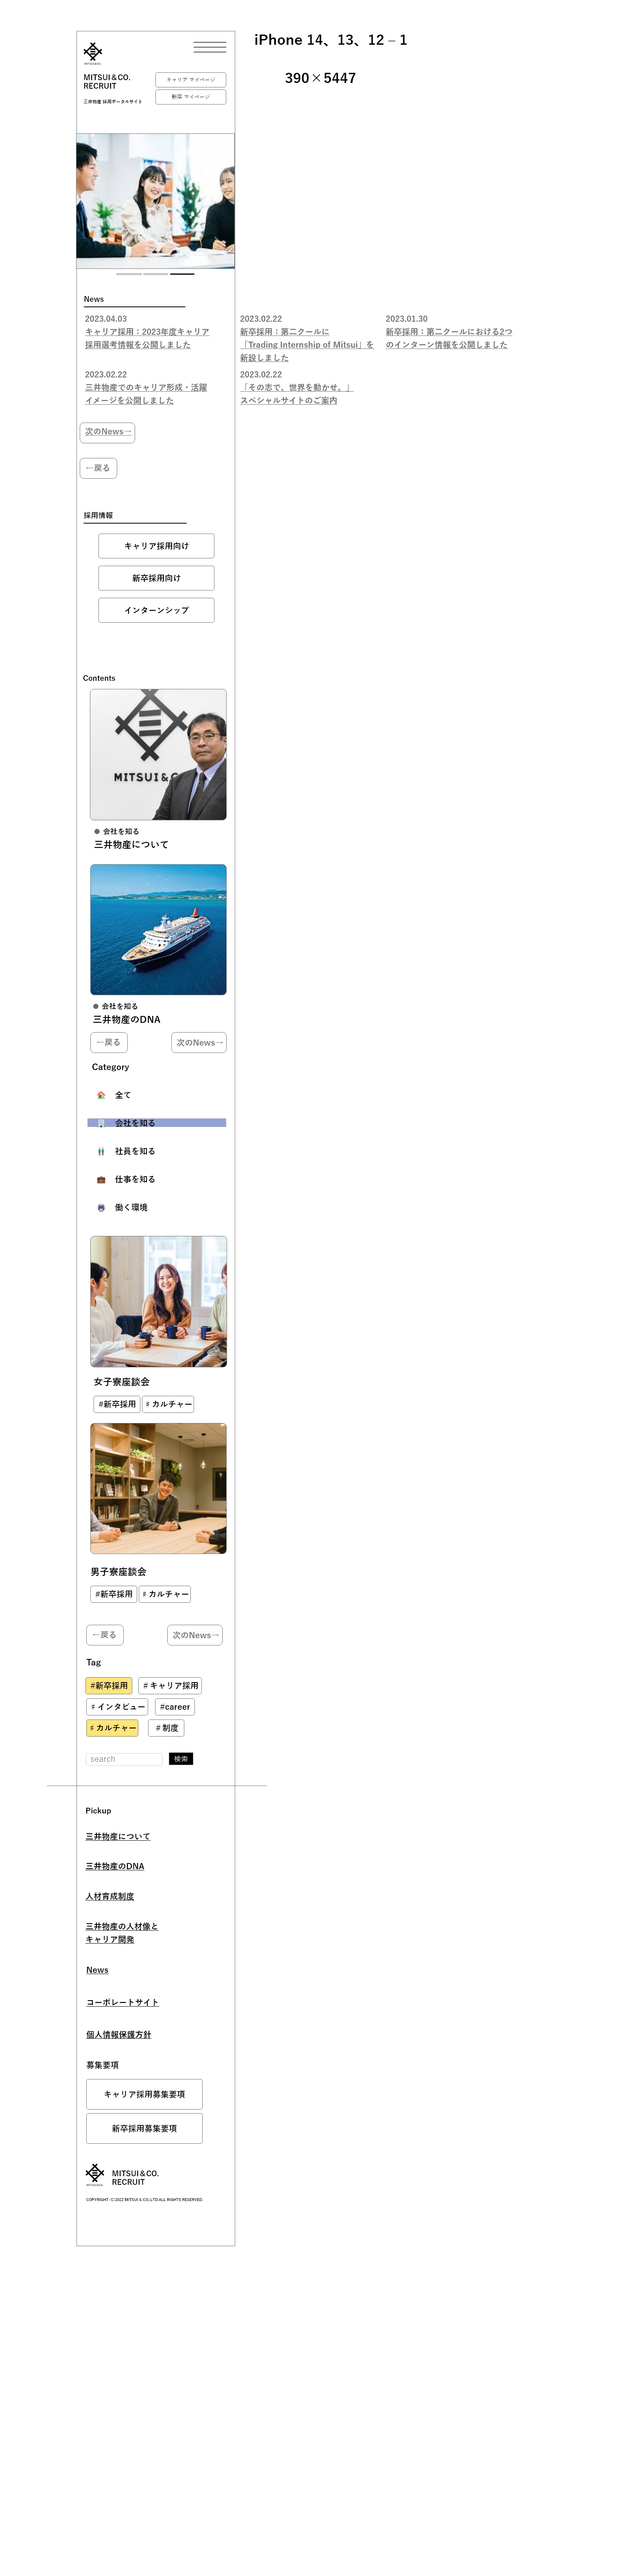 iPhone 14、13、12 – 1
390×5447
MITSUI & CO.
RECRUIT
三井物産 採用ポータルサイト
キャリア マイページ
新卒 マイページ
News
2023.04.03
キャリア採用：2023年度キャリア
採用選考情報を公開しました
2023.02.22
新卒採用：第二クールに
「Trading Internship of Mitsui」を
新設しました
2023.01.30
新卒採用：第二クールにおける2つ
のインターン情報を公開しました
2023.02.22
三井物産でのキャリア形成・活躍
イメージを公開しました
2023.02.22
「その志で、世界を動かせ。」
スペシャルサイトのご案内
次のNews→
←戻る
採用情報
キャリア採用向け
新卒採用向け
インターンシップ
Contents
MITSUI & C
会社を知る
三井物産について
会社を知る
三井物産のDNA
←戻る
次のNews→
Category
全て
会社を知る
社員を知る
仕事を知る
働く環境
女子寮座談会
#新卒採用
♯カルチャー
男子寮座談会
#新卒採用
♯カルチャー
←戻る
次のNews→
Tag
#新卒採用
＃キャリア採用
♯インタビュー
#career
♯カルチャー
＃制度
search
検索
Pickup
三井物産について
三井物産のDNA
人材育成制度
三井物産の人材像と
キャリア開発
News
コーポレートサイト
個人情報保護方針
募集要項
キャリア採用募集要項
新卒採用募集要項
MITSUI & CO.
RECRUIT
COPYRIGHT (C) 2022 MITSUI & CO.,LTD ALL RIGHTS RESERVED.